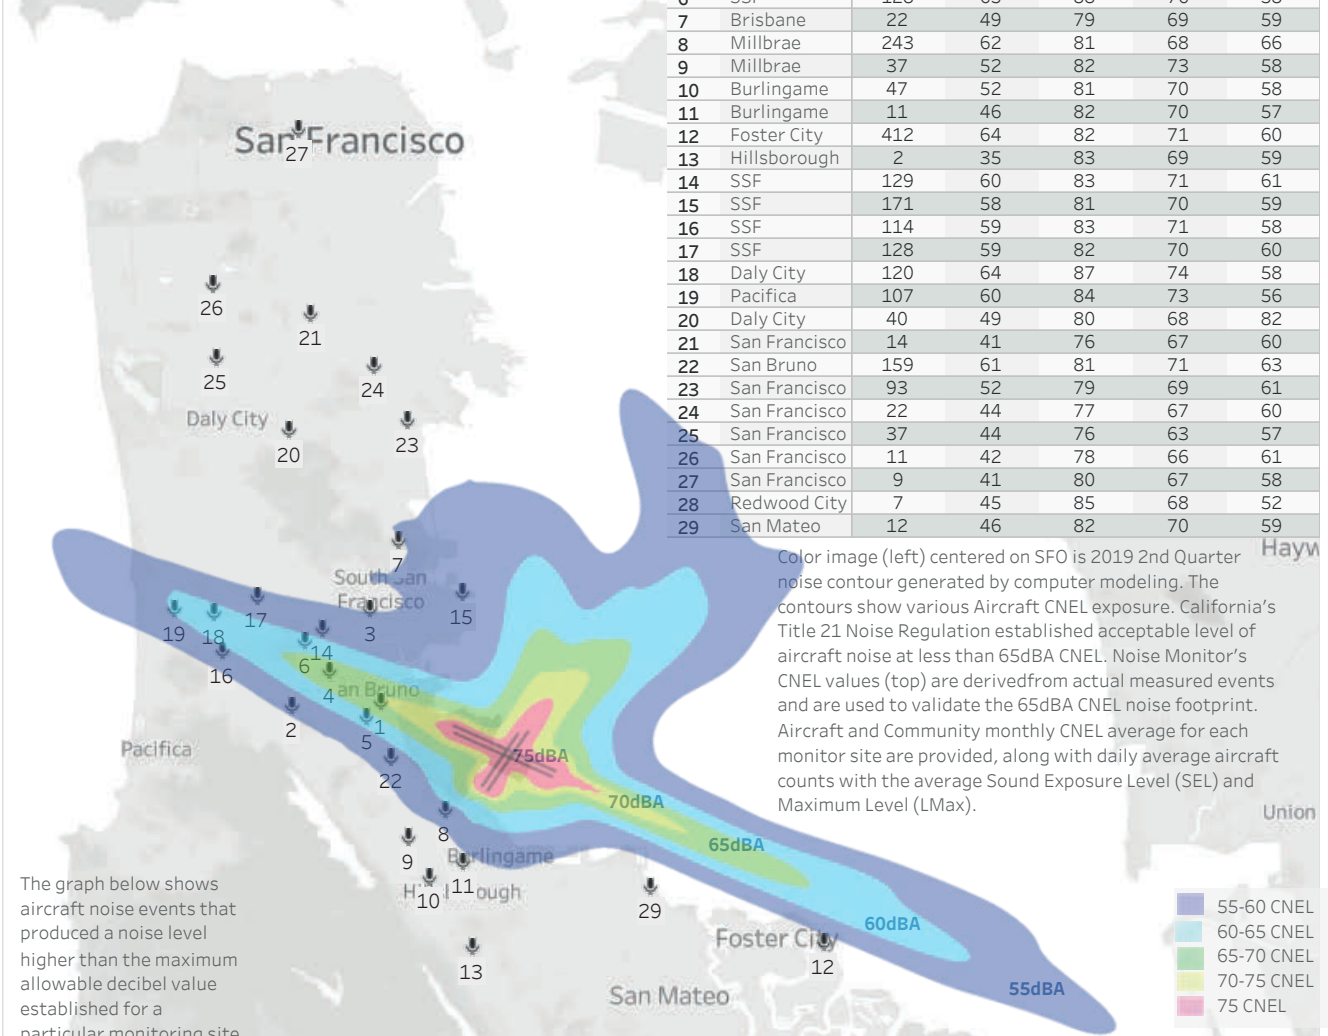 6 SSF 128 65 83 70 58
7 Brisbane 22 49 79 69 59
8 Millbrae 243 62 81 68 66
9 Millbrae 37 52 82 73 58
10 Burlingame 47 52 81 70 58
11 Burlingame 11 46 82 70 57
12 Foster City 412 64 82 71 60
13 Hillsborough 2 35 83 69 59
14 SSF 129 60 83 71 61
15 SSF 171 58 81 70 59
16 SSF 114 59 83 71 58
17 SSF 128 59 82 70 60
18 Daly City 120 64 87 74 58
19 Pacifica 107 60 84 73 56
20 Daly City 40 49 80 68 82
21 San Francisco 14 41 76 67 60
22 San Bruno 159 61 81 71 63
23 San Francisco 93 52 79 69 61
24 San Francisco 22 44 77 67 60
25 San Francisco 37 44 76 63 57
26 San Francisco 11 42 78 66 61
27 San Francisco 9 41 80 67 58
28 Redwood City 7 45 85 68 52
29 San Mateo 12 46 82 70 59
San Francisco
27
26
21
25
24
Daly City
20
23
7
South San
Francisco
17
15
19
18
3
14
6
16
4
an Bruno
2
1
5
Pacifica
75dBA
22
70dBA
8
65dBA
9
Burlingame
11
10
H ough
29
60dBA
Foster City
12
13
55dBA
San Mateo
Hayw
Union
Color image (left) centered on SFO is 2019 2nd Quarter
noise contour generated by computer modeling. The
contours show various Aircraft CNEL exposure. California's
Title 21 Noise Regulation established acceptable level of
aircraft noise at less than 65dBA CNEL. Noise Monitor's
CNEL values (top) are derivedfrom actual measured events
and are used to validate the 65dBA CNEL noise footprint.
Aircraft and Community monthly CNEL average for each
monitor site are provided, along with daily average aircraft
counts with the average Sound Exposure Level (SEL) and
Maximum Level (LMax).
The graph below shows
aircraft noise events that
produced a noise level
higher than the maximum
allowable decibel value
established for a
particular monitoring site
55-60 CNEL
60-65 CNEL
65-70 CNEL
70-75 CNEL
75 CNEL